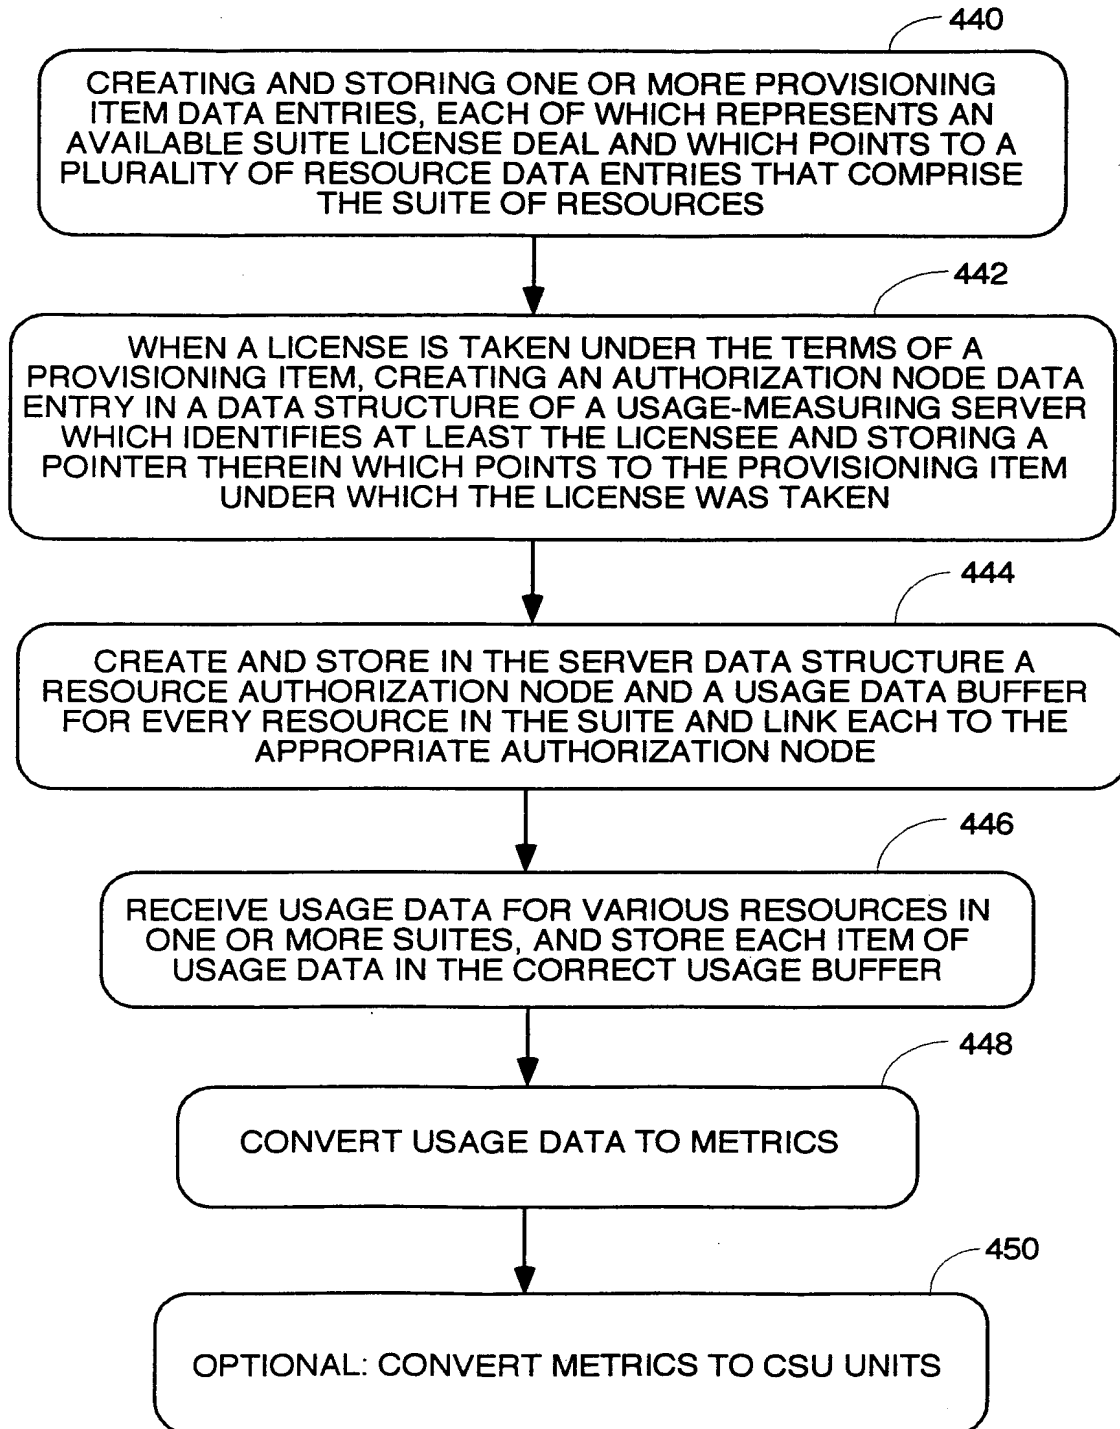 440
CREATING AND STORING ONE OR MORE PROVISIONING
ITEM DATA ENTRIES, EACH OF WHICH REPRESENTS AN
AVAILABLE SUITE LICENSE DEAL AND WHICH POINTS TO A
PLURALITY OF RESOURCE DATA ENTRIES THAT COMPRISE
THE SUITE OF RESOURCES
442
WHEN A LICENSE IS TAKEN UNDER THE TERMS OF A
PROVISIONING ITEM, CREATING AN AUTHORIZATION NODE DATA
ENTRY IN A DATA STRUCTURE OF A USAGE-MEASURING SERVER
WHICH IDENTIFIES AT LEAST THE LICENSEE AND STORING A
POINTER THEREIN WHICH POINTS TO THE PROVISIONING ITEM
UNDER WHICH THE LICENSE WAS TAKEN
444
CREATE AND STORE IN THE SERVER DATA STRUCTURE A
RESOURCE AUTHORIZATION NODE AND A USAGE DATA BUFFER
FOR EVERY RESOURCE IN THE SUITE AND LINK EACH TO THE
APPROPRIATE AUTHORIZATION NODE
446
RECEIVE USAGE DATA FOR VARIOUS RESOURCES IN
ONE OR MORE SUITES, AND STORE EACH ITEM OF
USAGE DATA IN THE CORRECT USAGE BUFFER
448
CONVERT USAGE DATA TO METRICS
450
OPTIONAL: CONVERT METRICS TO CSU UNITS